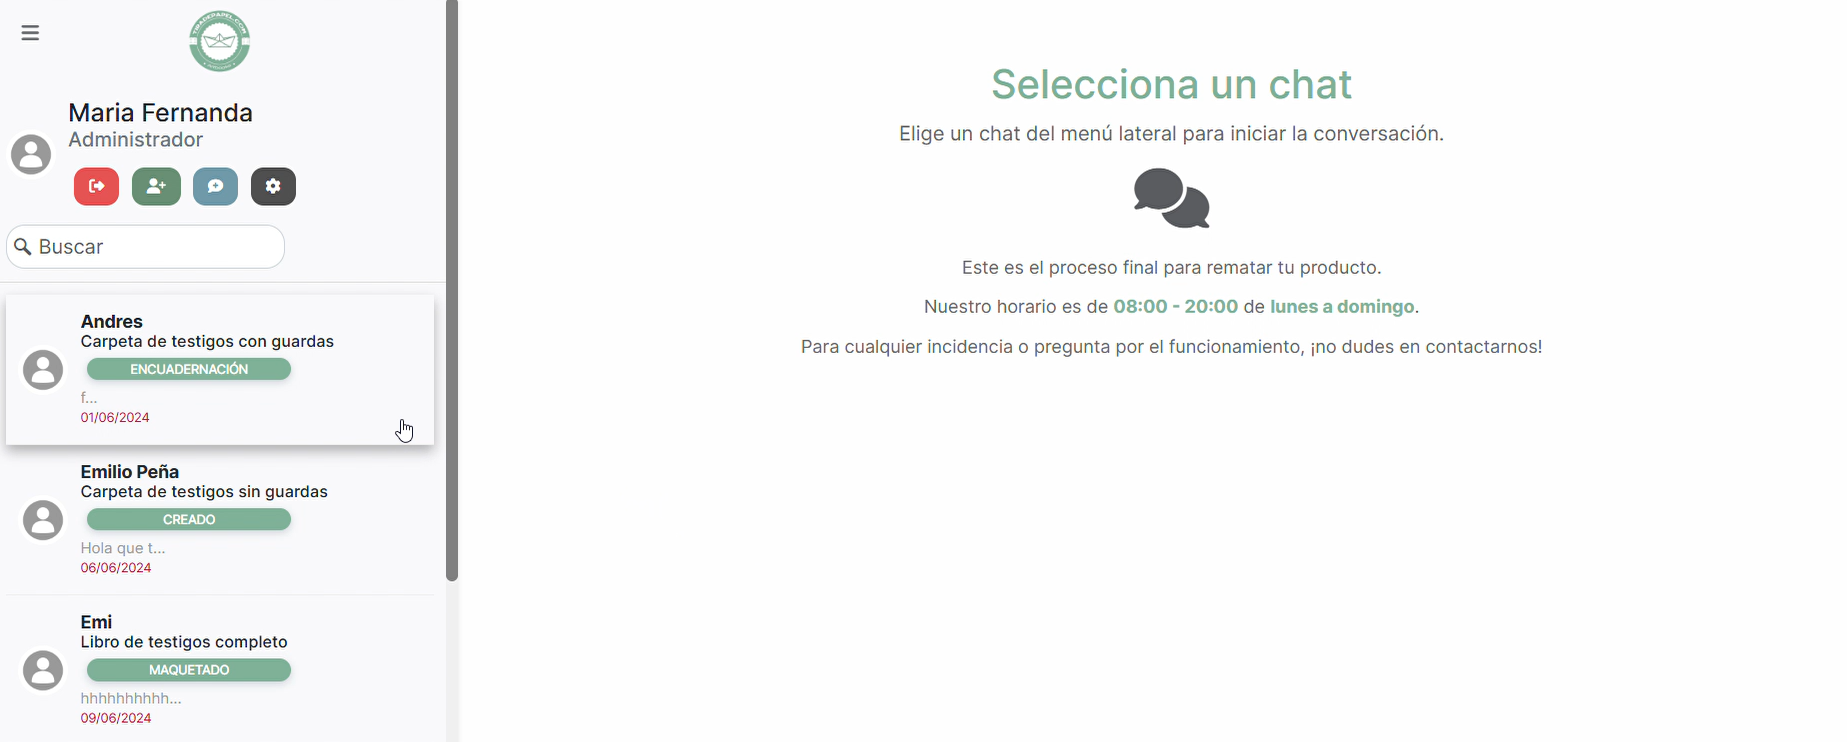 TIRADEPAPEL.COM
Maria Fernanda
Administrador
Buscar
Andres
Carpeta de testigos con guardas
ENCUADERNACIÓN
f...
01/06/2024
Emilio Peña
Carpeta de testigos sin guardas
CREADO
Hola que t...
06/06/2024
Emi
Libro de testigos completo
MAQUETADO
hhhhhhhhhh...
09/06/2024
Selecciona un chat
Elige un chat del menú lateral para iniciar la conversación.
Este es el proceso final para rematar tu producto.
Nuestro horario es de 08:00 - 20:00 de lunes a domingo.
Para cualquier incidencia o pregunta por el funcionamiento, ¡no dudes en contactarnos!